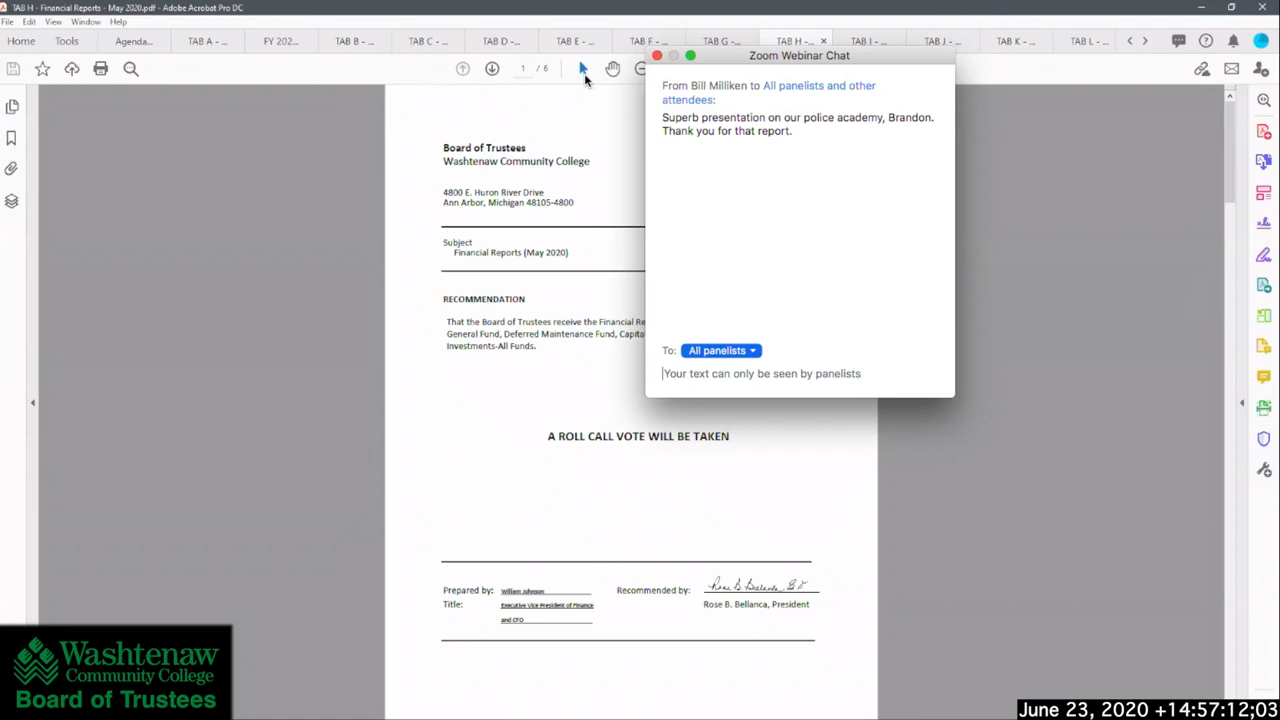 TAB H - Financial Reports - May 2020.pdf - Adobe Acrobat Pro DC
File Edit View Window Help
Home Tools Agenda... TAB A - ... FY 202... TAB B - ... TAB C - ... TAB D -... TAB E - ... TAB F - ... TAB G - ... TAB H - ... × TAB I - ... TAB J - ... TAB K - ... TAB L - ...
1 / 6
Zoom Webinar Chat
From Bill Milliken to All panelists and other
attendees:
Superb presentation on our police academy, Brandon.
Thank you for that report.
To: All panelists
Your text can only be seen by panelists
Board of Trustees
Washtenaw Community College
4800 E. Huron River Drive
Ann Arbor, Michigan 48105-4800
Subject
Financial Reports (May 2020)
RECOMMENDATION
That the Board of Trustees receive the Financial Re
General Fund, Deferred Maintenance Fund, Capita
Investments-All Funds.
A ROLL CALL VOTE WILL BE TAKEN
Prepared by: William Johnson
Title: Executive Vice President of Finance
and CFO
Recommended by: Rose B. Bellanca, Ed.D
Rose B. Bellanca, President
Washtenaw
Community College
Board of Trustees
June 23, 2020 +14:57:12;03